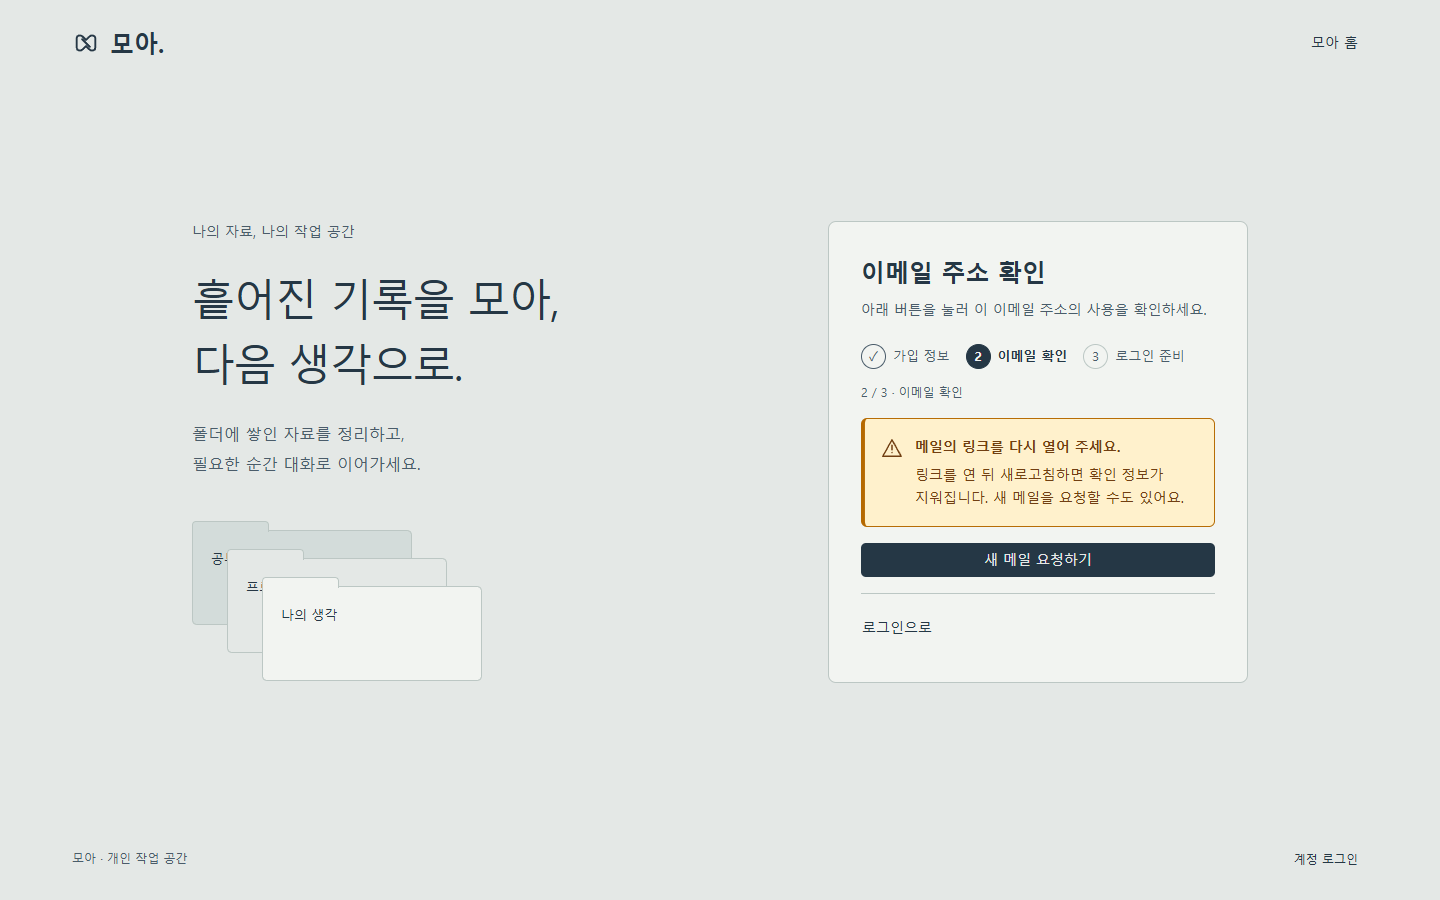 모아.
모아 홈
나의 자료, 나의 작업 공간
흩어진 기록을 모아,
다음 생각으로.
폴더에 쌓인 자료를 정리하고,
필요한 순간 대화로 이어가세요.
나의 생각
이메일 주소 확인
아래 버튼을 눌러 이 이메일 주소의 사용을 확인하세요.
✓ 가입 정보 2 이메일 확인 3 로그인 준비
2 / 3 · 이메일 확인
메일의 링크를 다시 열어 주세요.
링크를 연 뒤 새로고침하면 확인 정보가
지워집니다. 새 메일을 요청할 수도 있어요.
새 메일 요청하기
로그인으로
모아 · 개인 작업 공간
계정 로그인